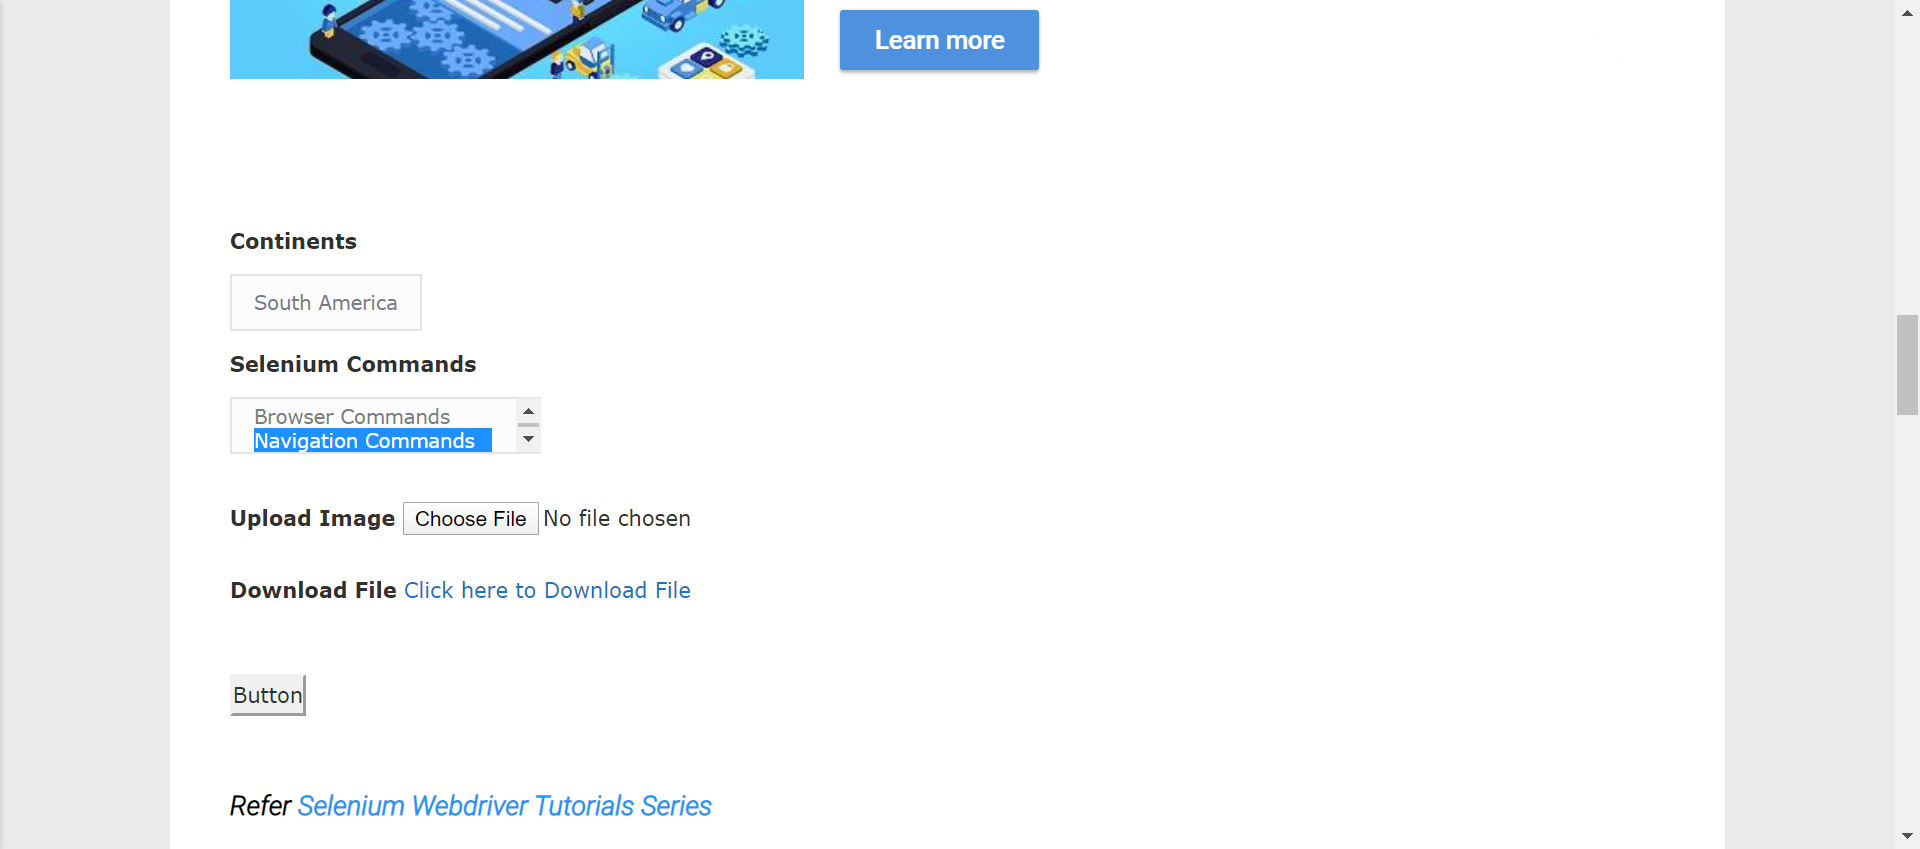 Learn more
Continents
South America
Selenium Commands
Browser Commands
Navigation Commands
Upload Image Choose File No file chosen
Download File Click here to Download File
Button
Refer Selenium Webdriver Tutorials Series